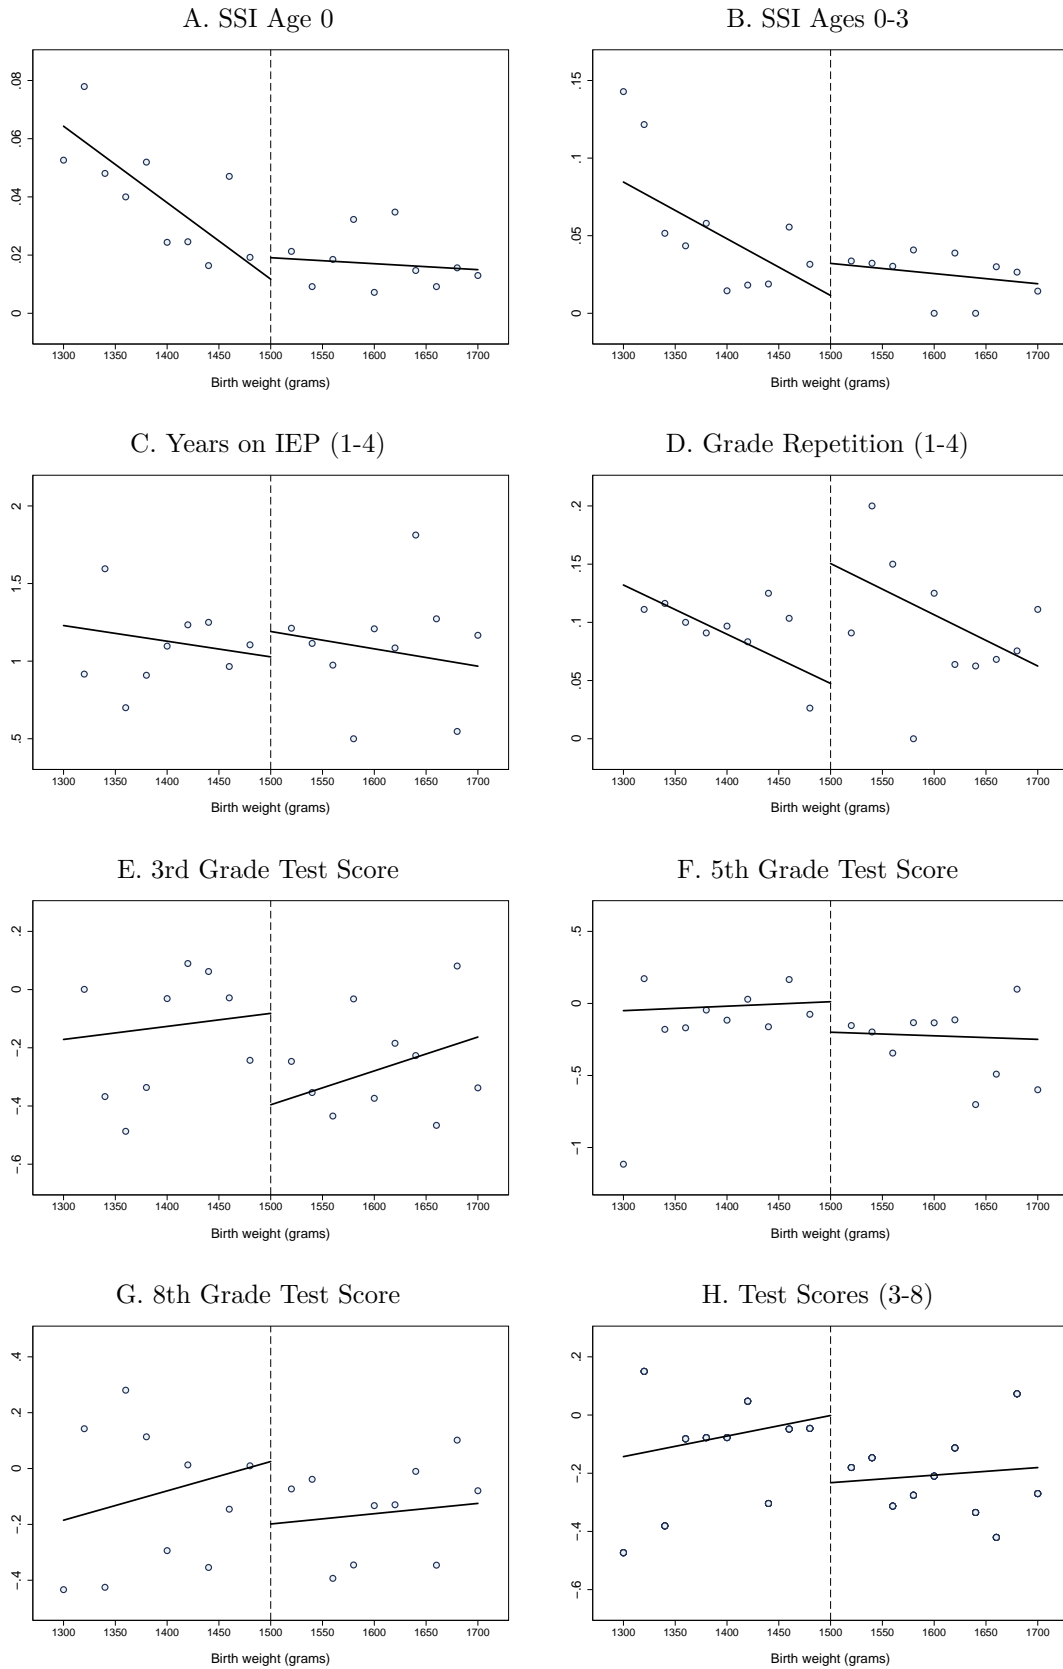 A. SSI Age 0
B. SSI Ages 0-3
0 .02 .04 .06 .08
1300 1350 1400 1450 1500 1550 1600 1650 1700
Birth weight (grams)
0 .05 .1 .15
1300 1350 1400 1450 1500 1550 1600 1650 1700
Birth weight (grams)
C. Years on IEP (1-4)
D. Grade Repetition (1-4)
.5 1 1.5 2
1300 1350 1400 1450 1500 1550 1600 1650 1700
Birth weight (grams)
0 .05 .1 .15 .2
1300 1350 1400 1450 1500 1550 1600 1650 1700
Birth weight (grams)
E. 3rd Grade Test Score
F. 5th Grade Test Score
−.6 −.4 −.2 0 .2
1300 1350 1400 1450 1500 1550 1600 1650 1700
Birth weight (grams)
−1 −.5 0 .5
1300 1350 1400 1450 1500 1550 1600 1650 1700
Birth weight (grams)
G. 8th Grade Test Score
H. Test Scores (3-8)
−.4 −.2 0 .2 .4
1300 1350 1400 1450 1500 1550 1600 1650 1700
Birth weight (grams)
−.6 −.4 −.2 0 .2
1300 1350 1400 1450 1500 1550 1600 1650 1700
Birth weight (grams)